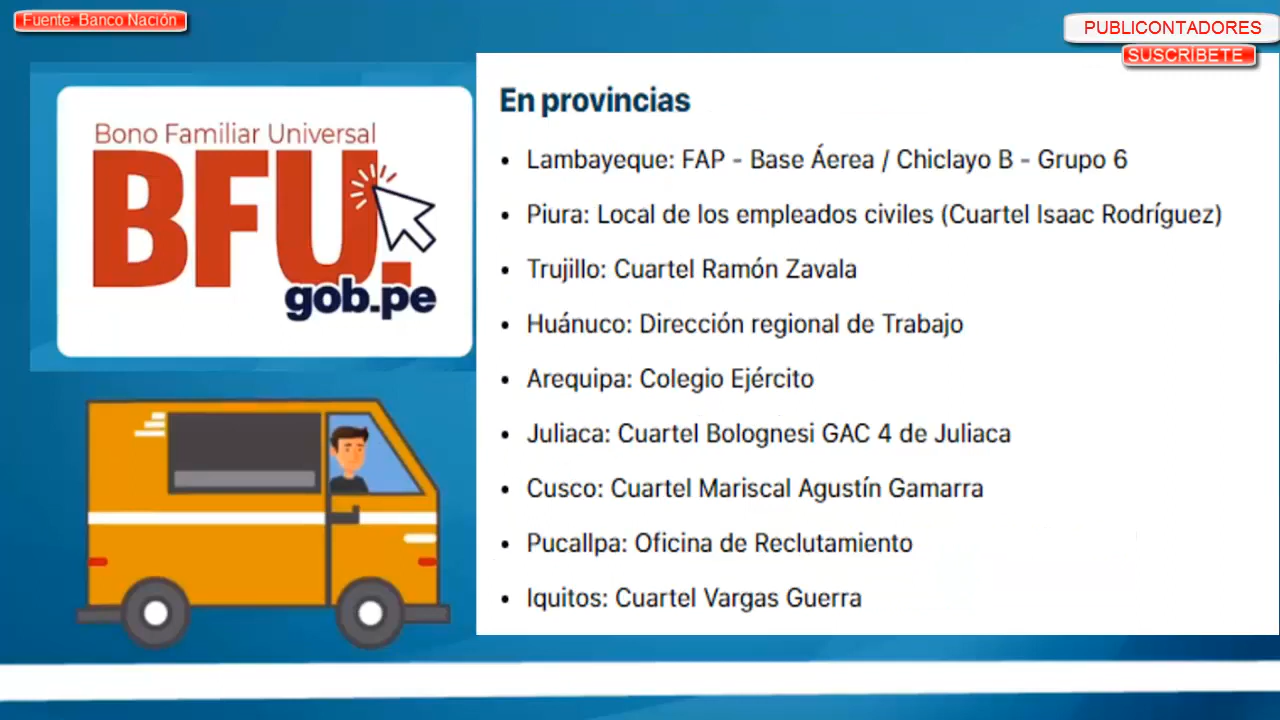 Fuente: Banco Nación
PUBLICONTADORES
SUSCRÍBETE
Bono Familiar Universal
BFU.
gob.pe
En provincias
• Lambayeque: FAP - Base Áerea / Chiclayo B - Grupo 6
• Piura: Local de los empleados civiles (Cuartel Isaac Rodríguez)
• Trujillo: Cuartel Ramón Zavala
• Huánuco: Dirección regional de Trabajo
• Arequipa: Colegio Ejército
• Juliaca: Cuartel Bolognesi GAC 4 de Juliaca
• Cusco: Cuartel Mariscal Agustín Gamarra
• Pucallpa: Oficina de Reclutamiento
• Iquitos: Cuartel Vargas Guerra